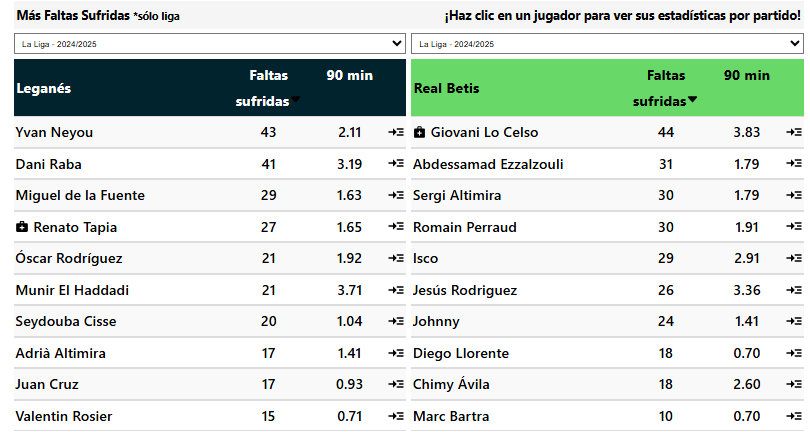 Más Faltas Sufridas *sólo liga
¡Haz clic en un jugador para ver sus estadísticas por partido!
La Liga - 2024/2025
La Liga - 2024/2025
Leganés Faltas sufridas 90 min
Yvan Neyou 43 2.11
Dani Raba 41 3.19
Miguel de la Fuente 29 1.63
Renato Tapia 27 1.65
Óscar Rodríguez 21 1.92
Munir El Haddadi 21 3.71
Seydouba Cisse 20 1.04
Adrià Altimira 17 1.41
Juan Cruz 17 0.93
Valentin Rosier 15 0.71
Real Betis Faltas sufridas 90 min
Giovani Lo Celso 44 3.83
Abdessamad Ezzalzouli 31 1.79
Sergi Altimira 30 1.79
Romain Perraud 30 1.91
Isco 29 2.91
Jesús Rodriguez 26 3.36
Johnny 24 1.41
Diego Llorente 18 0.70
Chimy Ávila 18 2.60
Marc Bartra 10 0.70